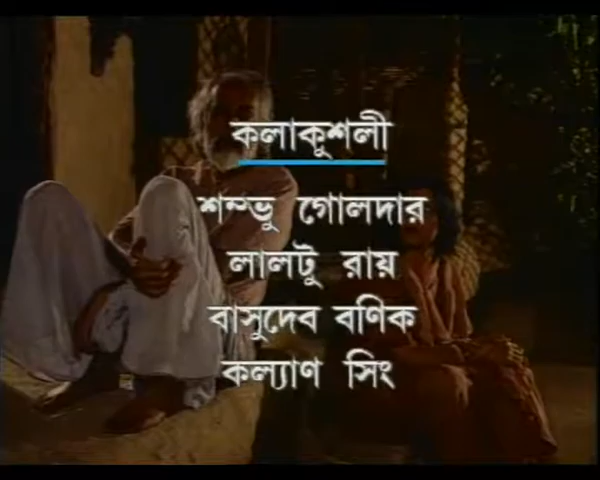 কলাকুশলী
শম্ভু গোলদার
লালটু রায়
বাসুদেব বণিক
কল্যাণ সিং